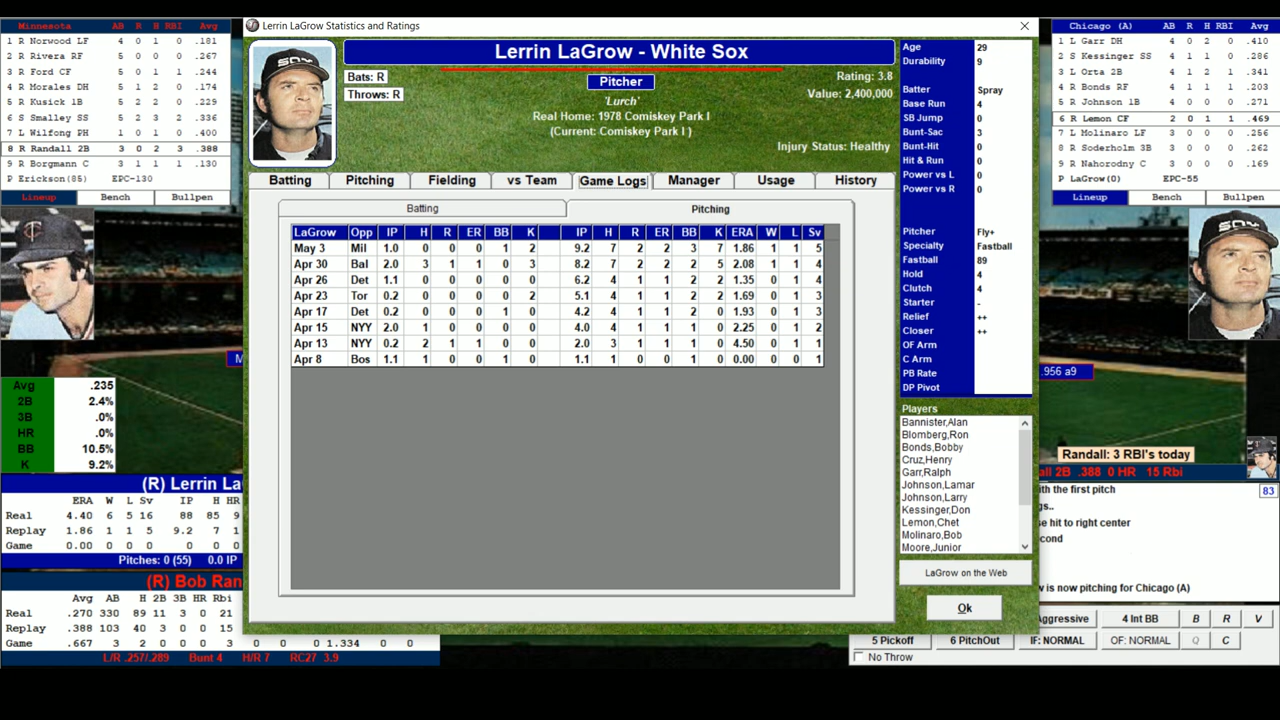 Lerrin LaGrow Statistics and Ratings
Minnesota AB R H RBI Avg
1 R Norwood LF 4 0 1 0 .181
2 R Rivera RF 5 0 0 0 .267
3 R Ford CF 5 0 1 1 .244
4 R Morales DH 5 2 1 0 .174
5 R Kusick 1B 5 2 2 0 .229
6 S Smalley SS 5 2 3 2 .336
7 L Wilfong PH 1 0 1 0 .400
8 R Randall 2B 3 0 2 3 .388
9 R Borgmann C 3 1 1 1 .130
P Erickson(85) EPC-130
Lineup Bench Bullpen
Lerrin LaGrow - White Sox
Pitcher
Bats: R
Throws: R
'Lurch'
Real Home: 1978 Comiskey Park I
(Current: Comiskey Park I )
Rating: 3.8
Value: 2,400,000
Injury Status: Healthy
Batting Pitching Fielding vs Team Game Logs Manager Usage History
Batting Pitching
LaGrow Opp IP H R ER BB K IP H R ER BB K ERA W L Sv
May 3 Mil 1.0 0 0 0 1 2 9.2 7 2 2 3 7 1.86 1 1 5
Apr 30 Bal 2.0 3 1 1 0 3 8.2 7 2 2 2 5 2.08 1 1 4
Apr 26 Det 1.1 0 0 0 0 0 6.2 4 1 1 2 2 1.35 0 1 4
Apr 23 Tor 0.2 0 0 0 0 2 5.1 4 1 1 2 2 1.69 0 1 3
Apr 17 Det 0.2 0 0 0 1 0 4.2 4 1 1 2 0 1.93 0 1 3
Apr 15 NYY 2.0 1 0 0 0 0 4.0 4 1 1 1 0 2.25 0 1 2
Apr 13 NYY 0.2 2 1 1 0 0 2.0 3 1 1 1 0 4.50 0 1 1
Apr 8 Bos 1.1 1 0 0 1 0 1.1 1 0 0 1 0 0.00 0 0 1
Age 29
Durability 9
Batter Spray
Base Run 4
SB Jump 0
Bunt-Sac 3
Bunt-Hit 0
Hit & Run 0
Power vs L 0
Power vs R 0
Pitcher Fly+
Specialty Fastball
Fastball 89
Hold 4
Clutch 4
Starter -
Relief ++
Closer ++
OF Arm
C Arm
PB Rate
DP Pivot
Players
Bannister,Alan
Blomberg,Ron
Bonds,Bobby
Cruz,Henry
Garr,Ralph
Johnson,Lamar
Johnson,Larry
Kessinger,Don
Lemon,Chet
Molinaro,Bob
Moore,Junior
LaGrow on the Web
Ok
Chicago (A) AB R H RBI Avg
1 L Garr DH 4 0 2 0 .410
2 S Kessinger SS 4 1 1 0 .286
3 L Orta 2B 4 1 2 1 .341
4 R Bonds RF 4 1 1 2 .203
5 R Johnson 1B 4 0 0 0 .271
6 R Lemon CF 2 0 1 1 .469
7 L Molinaro LF 3 0 1 0 .256
8 R Soderholm 3B 3 0 0 0 .262
9 R Nahorodny C 3 0 0 0 .169
P LaGrow(0) EPC-55
Lineup Bench Bullpen
SOX
M
.956 a9
Avg .235
2B 2.4%
3B .0%
HR .0%
BB 10.5%
K 9.2%
(R) Lerrin La
ERA W L Sv IP H HR
Real 4.40 6 5 16 88 85 9
Replay 1.86 1 1 5 9.2 7 1
Game 0.00 0 0 0 0 0 0
Pitches: 0 (55) 0.0 IP
(R) Bob Ran
Avg AB H 2B 3B HR Rbi
Real .270 330 89 11 3 0 21
Replay .388 103 40 3 0 0 15
Game .667 3 2 0 0 0 3 0 0 0 1.334 0 0
L/R .257/.289 Bunt 4 H/R 7 RC27 3.9
Randall: 3 RBI's today
all 2B .388 0 HR 15 Rbi
ith the first pitch
83
gs..
se hit to right center
cond
w is now pitching for Chicago (A)
Aggressive 4 Int BB B R V
5 Pickoff 6 PitchOut IF: NORMAL OF: NORMAL Q C
No Throw